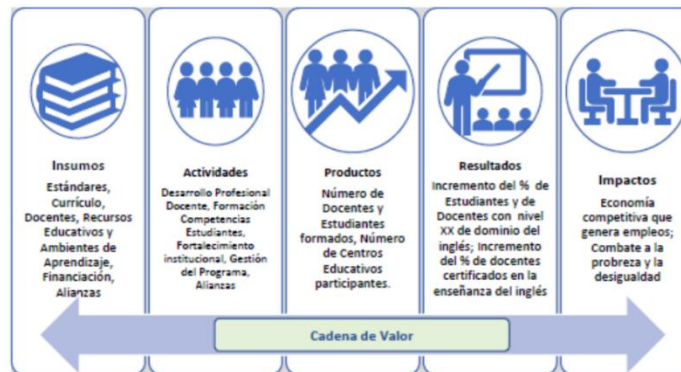 Insumos
Estándares,
Currículo,
Docentes, Recursos
Educativos y
Ambientes de
Aprendizaje,
Financiación,
Alianzas
Actividades
Desarrollo Profesional
Docente, Formación
Competencias
Estudiantes,
Fortalecimiento
institucional, Gestión
del Programa,
Alianzas
Productos
Número de
Docentes y
Estudiantes
formados, Número
de Centros
Educativos
participantes.
Resultados
Incremento del % de
Estudiantes y de
Docentes con nivel
XX de dominio del
inglés; Incremento
del % de docentes
certificados en la
enseñanza del inglés
Impactos
Economía
competitiva que
genera empleos;
Combate a la
probreza y la
desigualdad
Cadena de Valor